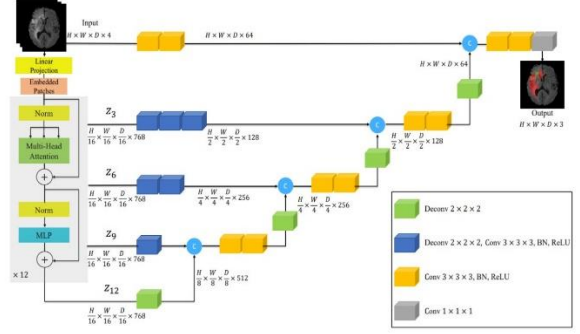 Input
H × W × D × 4
H × W × D × 64
C
Linear
Projection
Embedded
Patches
H × W × D × 64
Output
H × W × D × 3
Norm
Multi-Head
Attention
+
Z3
H/16 × W/16 × D/16 × 768
H/2 × W/2 × D/2 × 128
C
H/2 × W/2 × D/2 × 128
Z6
H/16 × W/16 × D/16 × 768
H/4 × W/4 × D/4 × 256
C
H/4 × W/4 × D/4 × 256
Norm
MLP
+
× 12
Z9
H/16 × W/16 × D/16 × 768
C
H/8 × W/8 × D/8 × 512
Z12
H/16 × W/16 × D/16 × 768
Deconv 2 × 2 × 2
Deconv 2 × 2 × 2, Conv 3 × 3 × 3, BN, ReLU
Conv 3 × 3 × 3, BN, ReLU
Conv 1 × 1 × 1